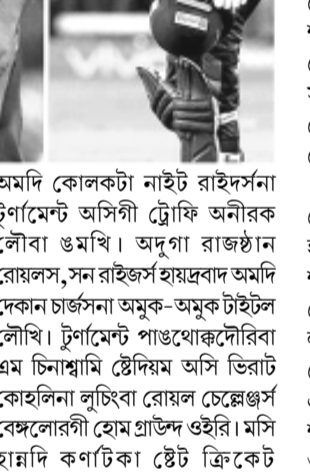 অমদি কোলকটা নাইট রাইদর্সনা
টুর্ণামেন্ট অসিগী ট্রোফি অনীরক
লৌবা ঙমখি। অদুগা রাজষ্থান
রোয়লস, সন রাইজর্স হায়দ্রবাদ অমদি
দেকান চার্জসনা অমুক-অমুক টাইটল
লৌখি। টুর্ণামেন্ট পাঙথোক্কদৌরিবা
এম চিনাশ্বামি ষ্টেদিয়ম অসি ভিরাট
কোহলিনা লুচিংবা রোয়ল চেল্লেঞ্জর্স
বেঙ্গলোরগী হোম গ্রাউন্দ ওইরি। মসি
হান্নদি কর্ণাটকা ষ্টেট ক্রিকেট